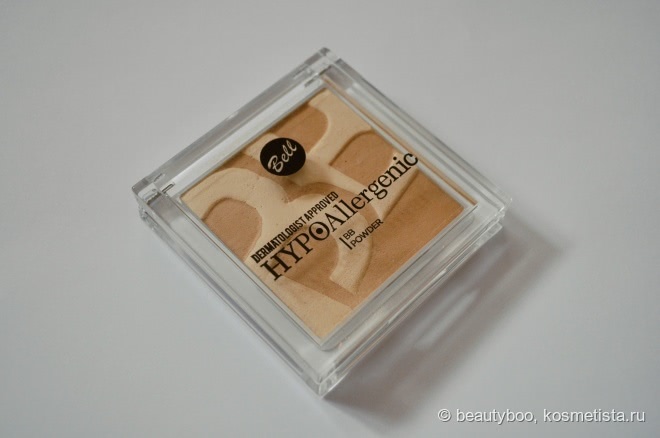 Bell
DERMATOLOGIST APPROVED
HYPOAllergenic
BB
POWDER
© beautyboo, kosmetista.ru